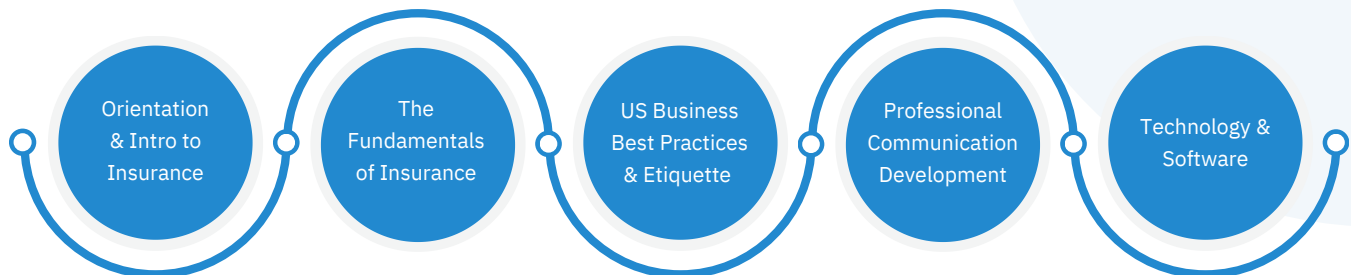 Orientation
& Intro to
Insurance
The
Fundamentals
of Insurance
US Business
Best Practices
& Etiquette
Professional
Communication
Development
Technology &
Software